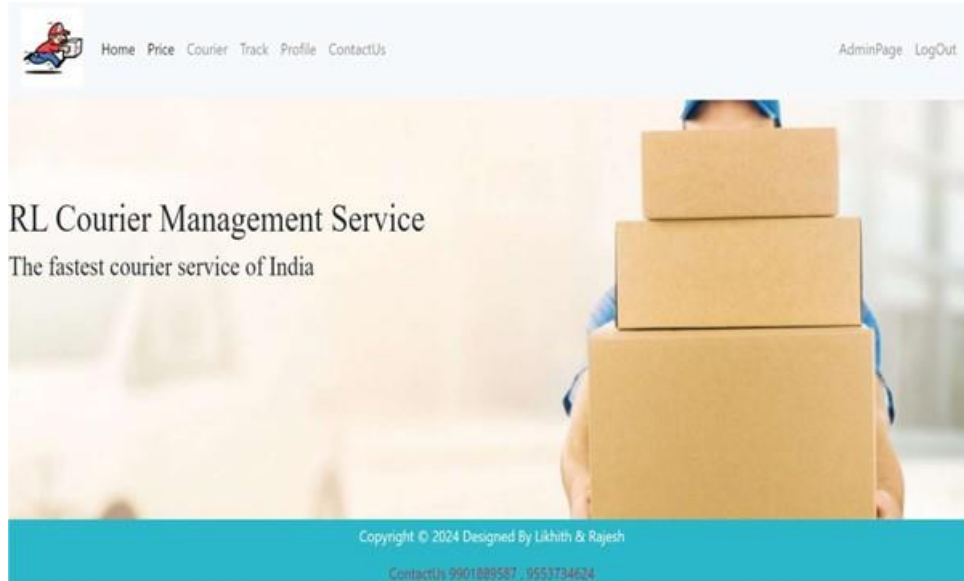 Home Price Courier Track Profile ContactUs AdminPage LogOut
RL Courier Management Service
The fastest courier service of India
Copyright © 2024 Designed By Likhith & Rajesh
ContactUs 9901889587 , 9553734624